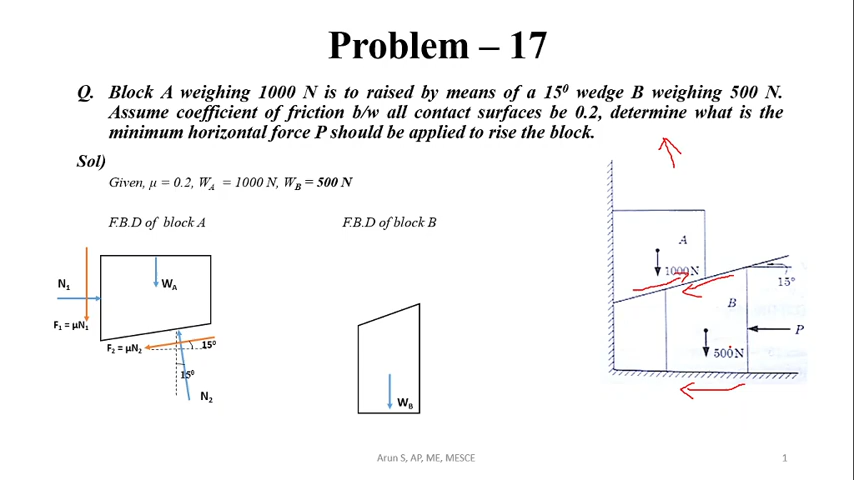 Problem – 17
Q. Block A weighing 1000 N is to raised by means of a 15⁰ wedge B weighing 500 N.
Assume coefficient of friction b/w all contact surfaces be 0.2, determine what is the
minimum horizontal force P should be applied to rise the block.
Sol)
Given, μ = 0.2, W_A = 1000 N, W_B = 500 N
F.B.D of block A
F.B.D of block B
N₁
W_A
F₁ = μN₁
F₂ = μN₂
15⁰
15⁰
N₂
W_B
A
1000 N
15°
B
P
500 N
Arun S, AP, ME, MESCE
1